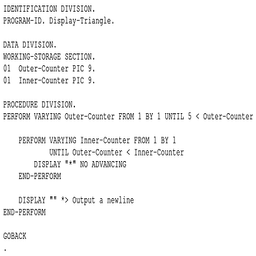 IDENTIFICATION DIVISION.
PROGRAM-ID. Display-Triangle.
DATA DIVISION.
WORKING-STORAGE SECTION.
01  Outer-Counter PIC 9.
01  Inner-Counter PIC 9.
PROCEDURE DIVISION.
PERFORM VARYING Outer-Counter FROM 1 BY 1 UNTIL 5 < Outer-Counter
    PERFORM VARYING Inner-Counter FROM 1 BY 1
            UNTIL Outer-Counter < Inner-Counter
        DISPLAY "*" NO ADVANCING
    END-PERFORM
    DISPLAY "" *> Output a newline
END-PERFORM
GOBACK
.